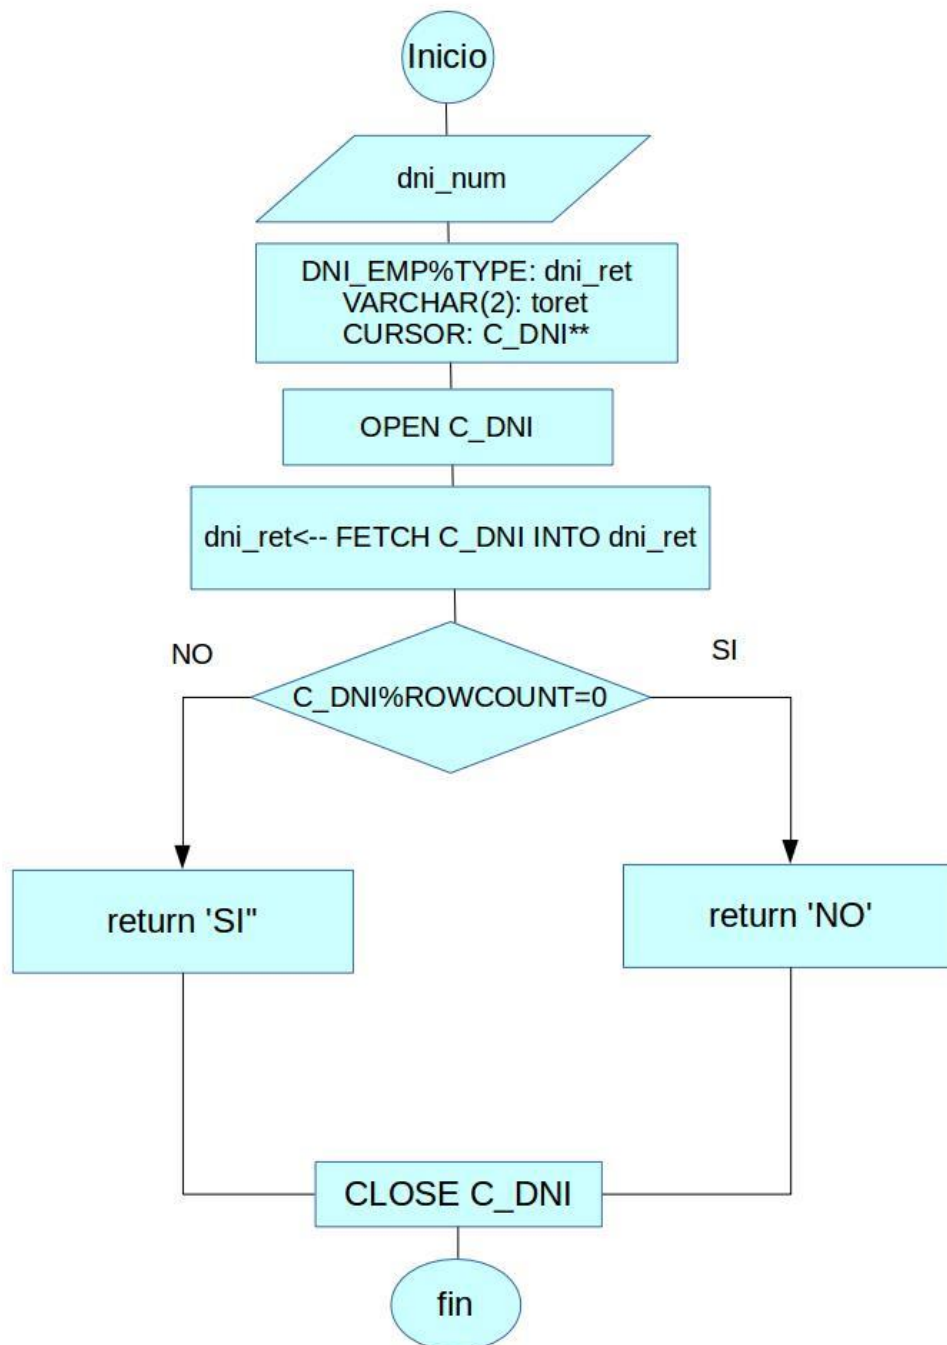 Inicio
dni_num
DNI_EMP%TYPE: dni_ret
VARCHAR(2): toret
CURSOR: C_DNI**
OPEN C_DNI
dni_ret<-- FETCH C_DNI INTO dni_ret
NO
SI
C_DNI%ROWCOUNT=0
return 'SI"
return 'NO'
CLOSE C_DNI
fin